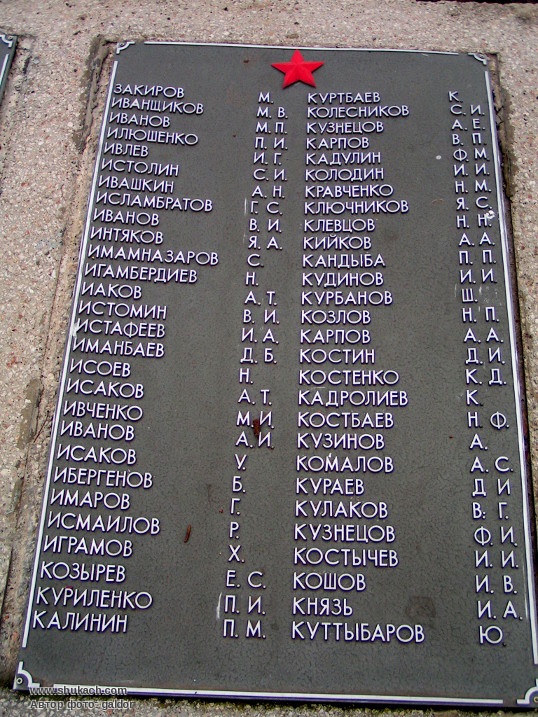 ЗАКИРОВ М.
ИВАНЩИКОВ М. В.
ИВАНОВ М. П.
ИЛЮШЕНКО П. И.
ИВЛЕВ И. Г.
ИСТОЛИН С. И.
ИВАШКИН А. Н.
ИСЛАМБРАТОВ Г. С.
ИВАНОВ В. И.
ИНТЯКОВ Я. А.
ИМАМНАЗАРОВ С.
ИГАМБЕРДИЕВ Н.
ИАКОВ А. Т.
ИСТОМИН В. И.
ИСТАФЕЕВ И. А.
ИМАНБАЕВ Д. Б.
ИСОЕВ Н.
ИСАКОВ А. Т.
ИВЧЕНКО М. И.
ИВАНОВ А. И.
ИСАКОВ У.
ИБЕРГЕНОВ Б.
ИМАРОВ Г.
ИСМАИЛОВ Р.
ИГРАМОВ Х.
КОЗЫРЕВ Е. С.
КУРИЛЕНКО П. И.
КАЛИНИН П. М.
КУРТБАЕВ К.
КОЛЕСНИКОВ С. И.
КУЗНЕЦОВ А. Е.
КАРПОВ В. П.
КАДУЛИН Ф. М.
КОЛОДИН И. И.
КРАВЧЕНКО Н. М.
КЛЮЧНИКОВ Я. С.
КЛЕВЦОВ Н. Н.
КИЙКОВ А. А.
КАНДЫБА П. П.
КУДИНОВ И. И.
КУРБАНОВ Ш.
КОЗЛОВ Н. П.
КАРПОВ А. А.
КОСТИН Д. И.
КОСТЕНКО К. Д.
КАДРОЛИЕВ К.
КОСТБАЕВ Н. Ф.
КУЗИНОВ А.
КОМАЛОВ А. С.
КУРАЕВ Д И
КУЛАКОВ В. Г.
КУЗНЕЦОВ Ф. И.
КОСТЫЧЕВ И. И.
КОШОВ И. В.
КНЯЗЬ И. А.
КУТТЫБАРОВ Ю.
www.shukach.com
Автор фото: galdor